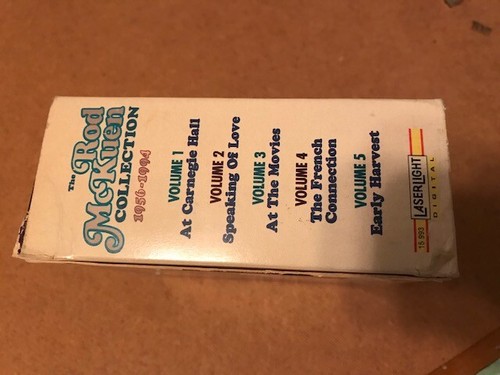 The
Rod
McKuen
COLLECTION
1956-1994
VOLUME 1
At Carnegie Hall
VOLUME 2
Speaking Of Love
VOLUME 3
At The Movies
VOLUME 4
The French
Connection
VOLUME 5
Early Harvest
LASERLIGHT
DIGITAL
15 993